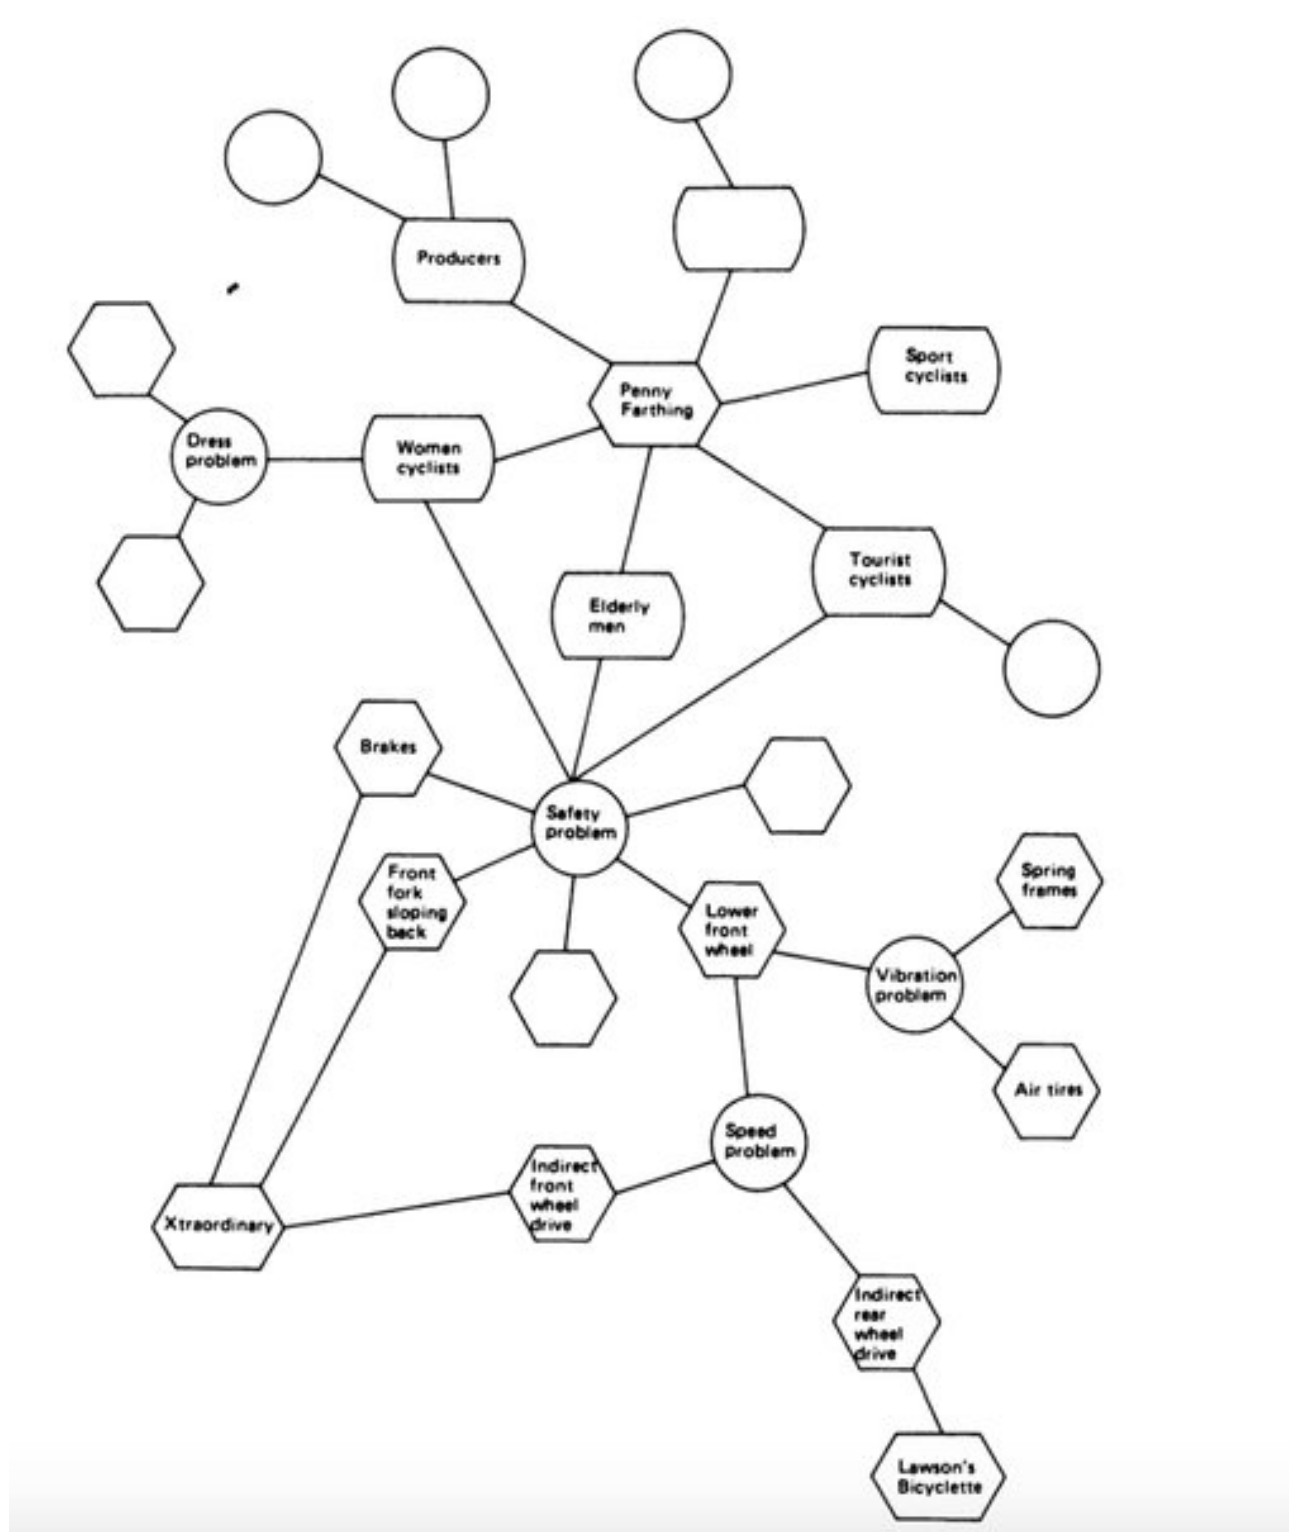 Producers
Sport
cyclists
Penny
Farthing
Dress
problem
Women
cyclists
Tourist
cyclists
Elderly
men
Brakes
Safety
problem
Front
fork
sloping
back
Lower
front
wheel
Spring
frames
Vibration
problem
Air tires
Speed
problem
Indirect
front
wheel
drive
Xtraordinary
Indirect
rear
wheel
drive
Lawson's
Bicyclette